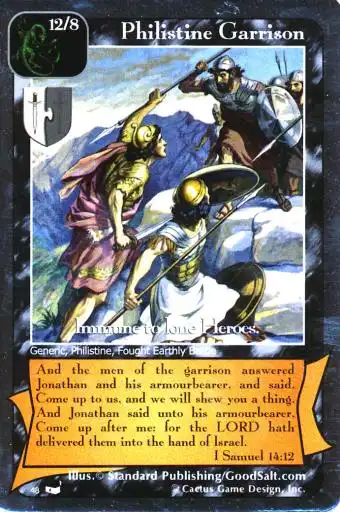 12/8
Philistine Garrison
Immune to lone Heroes.
Generic, Philistine, Fought Earthly Battle
And the men of the garrison answered
Jonathan and his armourbearer, and said,
Come up to us, and we will shew you a thing.
And Jonathan said unto his armourbearer,
Come up after me: for the LORD hath
delivered them into the hand of Israel.
I Samuel 14:12
Illus.© Standard Publishing/GoodSalt.com
48
© Cactus Game Design, Inc.